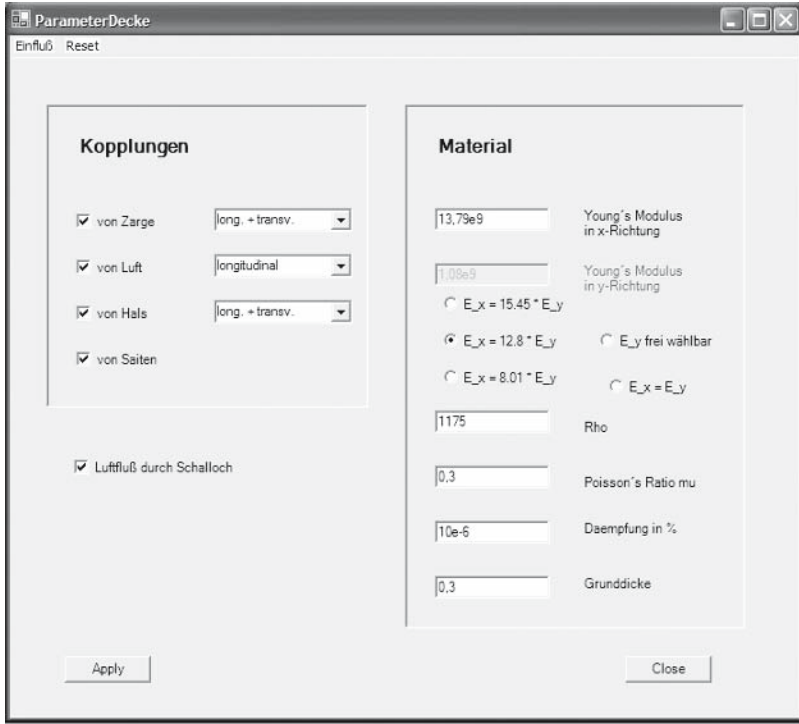 ParameterDecke
Einfluß Reset
Kopplungen
von Zarge
long. + transv.
von Luft
longitudinal
von Hals
long. + transv.
von Saiten
Luftfluß durch Schalloch
Material
13,79e9
Young´s Modulus
in x-Richtung
1,08e9
Young´s Modulus
in y-Richtung
E_x = 15.45 * E_y
E_x = 12.8 * E_y
E_y frei wählbar
E_x = 8.01 * E_y
E_x = E_y
1175
Rho
0,3
Poisson´s Ratio mu
10e-6
Daempfung in %
0,3
Grunddicke
Apply
Close